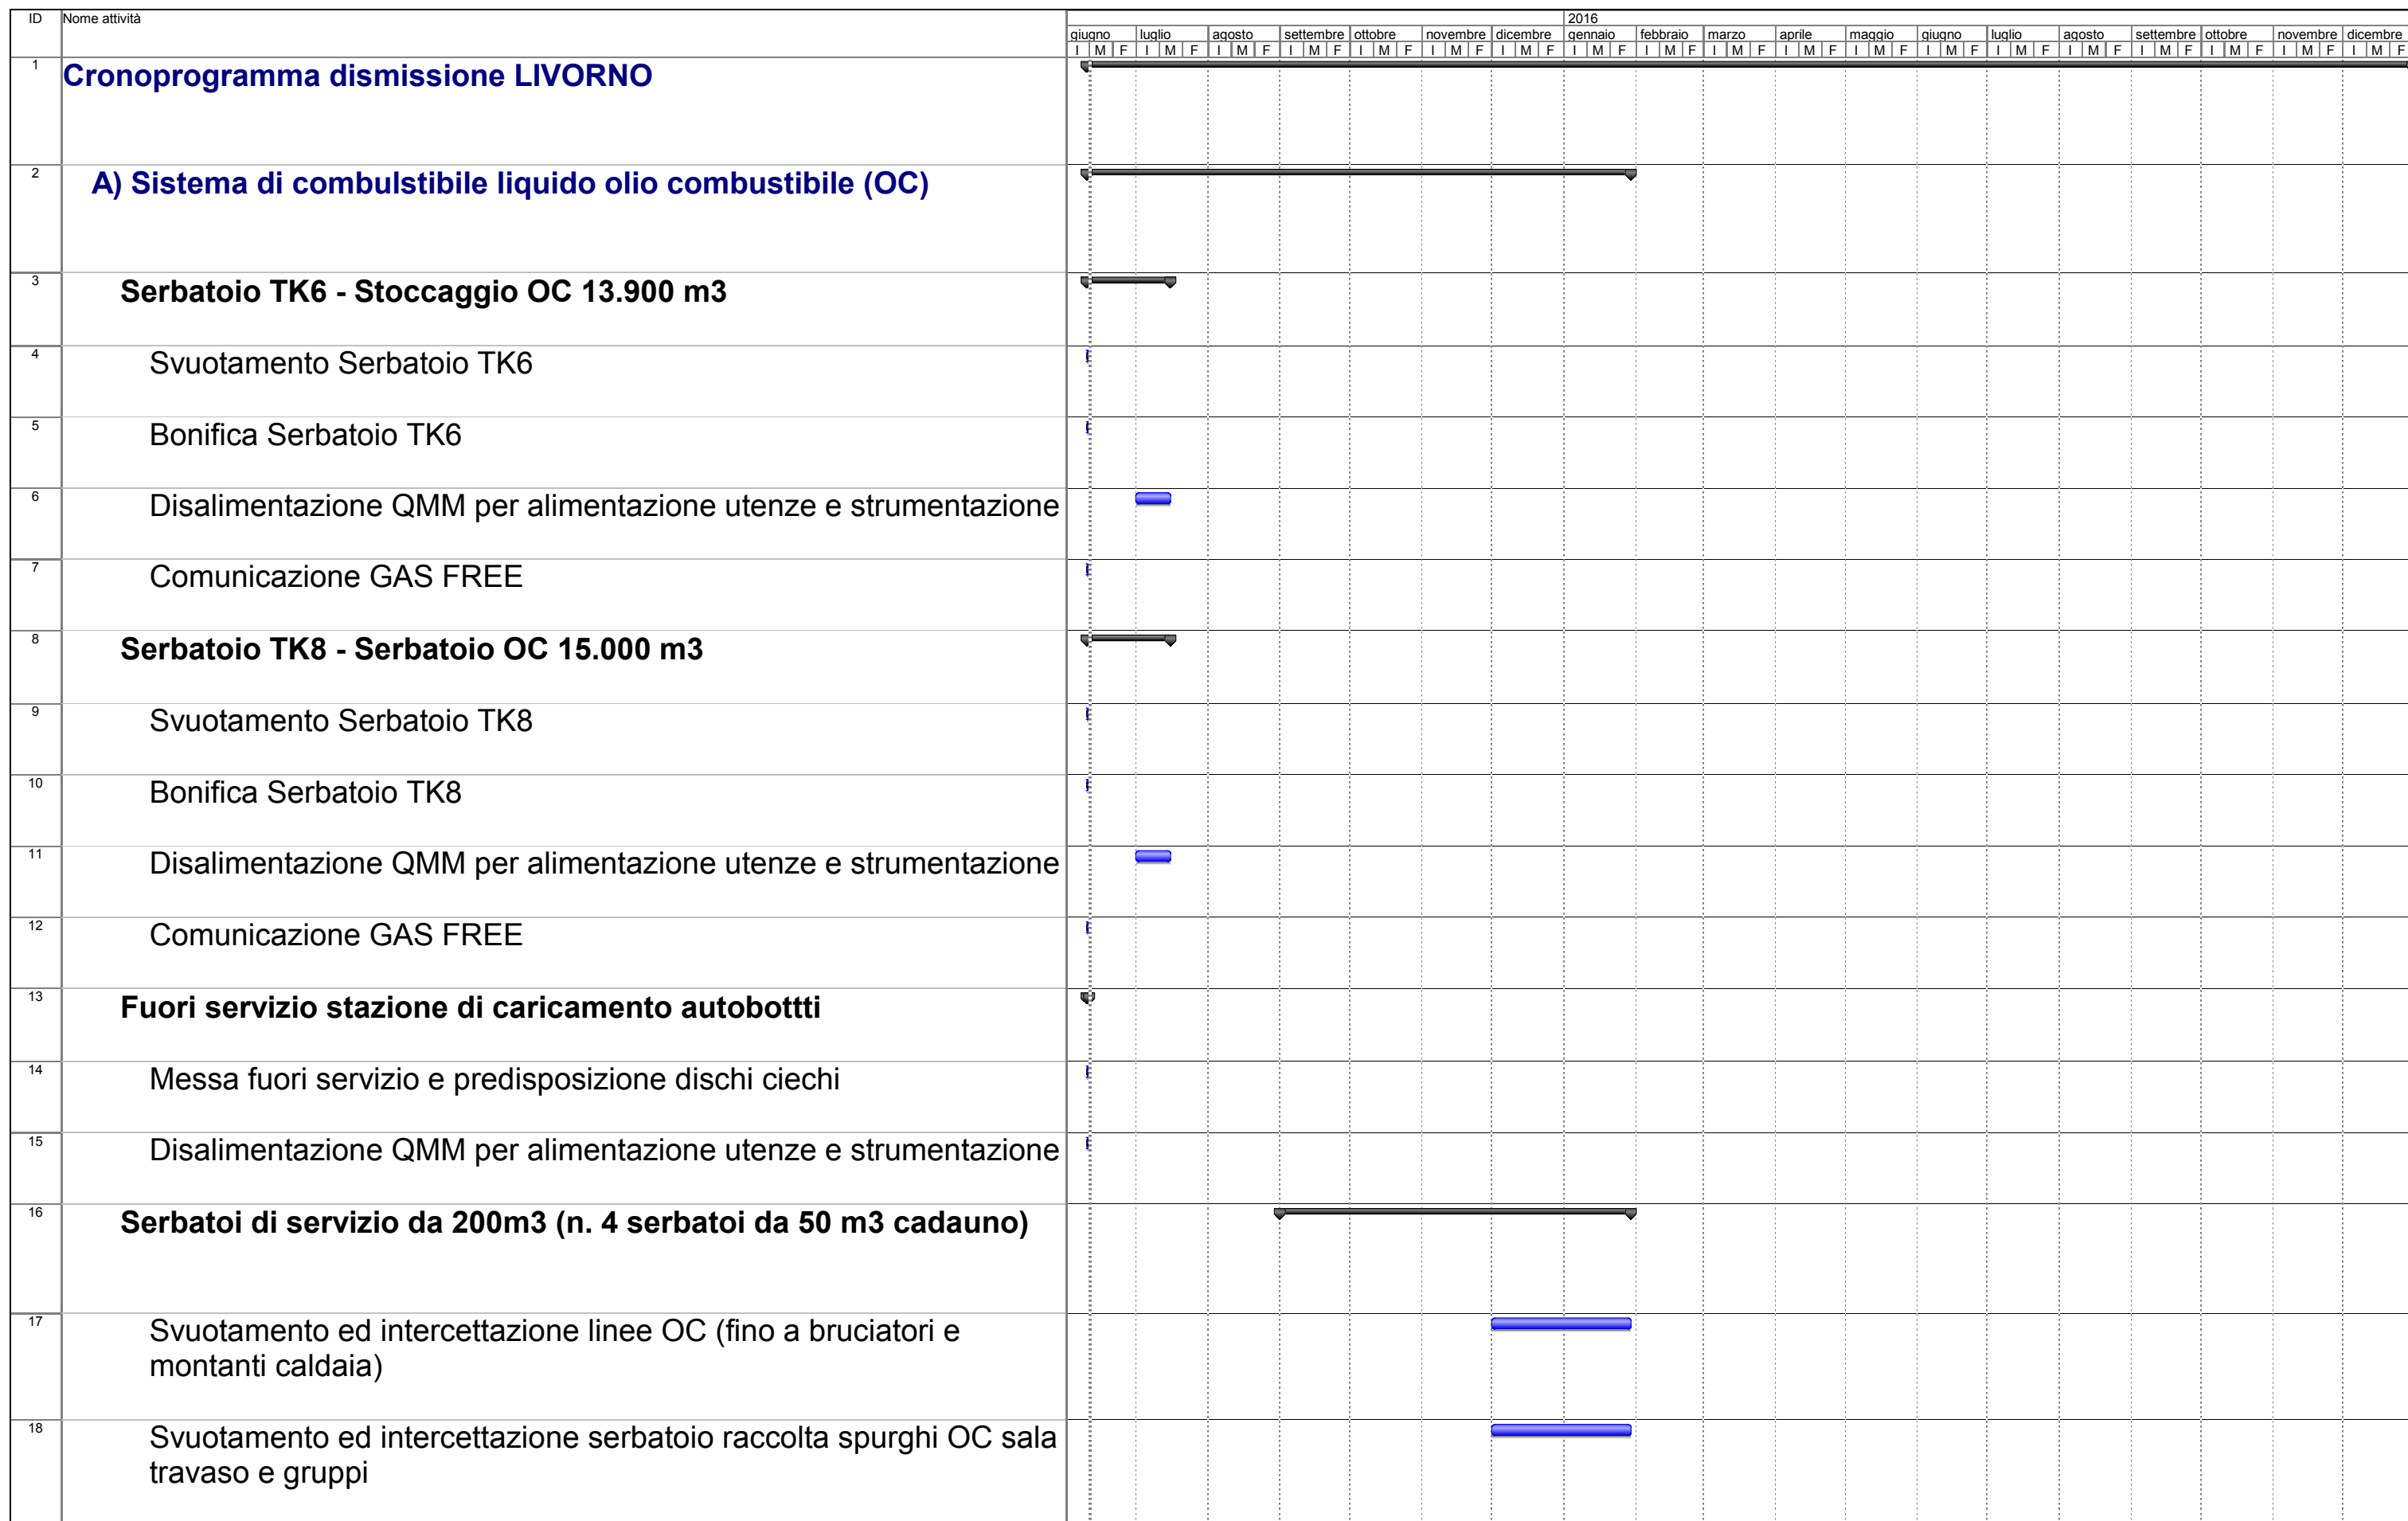 ID Nome attività
2016
giugno luglio agosto settembre ottobre novembre dicembre gennaio febbraio marzo aprile maggio giugno luglio agosto settembre ottobre novembre dicembre
I M F I M F I M F I M F I M F I M F I M F I M F I M F I M F I M F I M F I M F I M F I M F I M F I M F I M F I M F
1 Cronoprogramma dismissione LIVORNO
2 A) Sistema di combulstibile liquido olio combustibile (OC)
3 Serbatoio TK6 - Stoccaggio OC 13.900 m3
4 Svuotamento Serbatoio TK6
5 Bonifica Serbatoio TK6
6 Disalimentazione QMM per alimentazione utenze e strumentazione
7 Comunicazione GAS FREE
8 Serbatoio TK8 - Serbatoio OC 15.000 m3
9 Svuotamento Serbatoio TK8
10 Bonifica Serbatoio TK8
11 Disalimentazione QMM per alimentazione utenze e strumentazione
12 Comunicazione GAS FREE
13 Fuori servizio stazione di caricamento autobottti
14 Messa fuori servizio e predisposizione dischi ciechi
15 Disalimentazione QMM per alimentazione utenze e strumentazione
16 Serbatoi di servizio da 200m3 (n. 4 serbatoi da 50 m3 cadauno)
17 Svuotamento ed intercettazione linee OC (fino a bruciatori e
montanti caldaia)
18 Svuotamento ed intercettazione serbatoio raccolta spurghi OC sala
travaso e gruppi